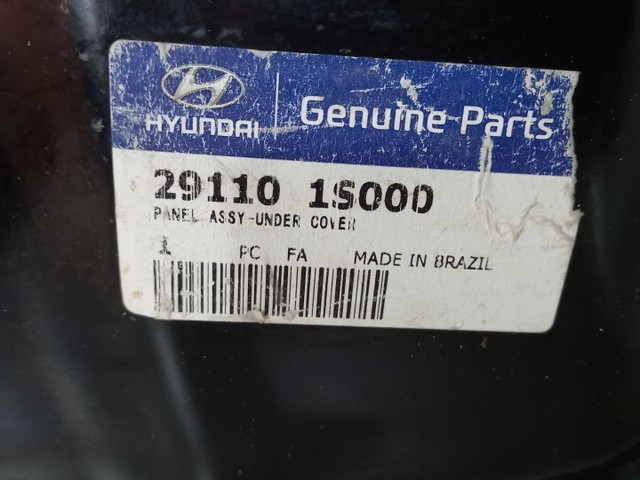 HYUNDAI
Genuine Parts
29110 1S000
PANEL ASSY-UNDER COVER
1 PC FA MADE IN BRAZIL